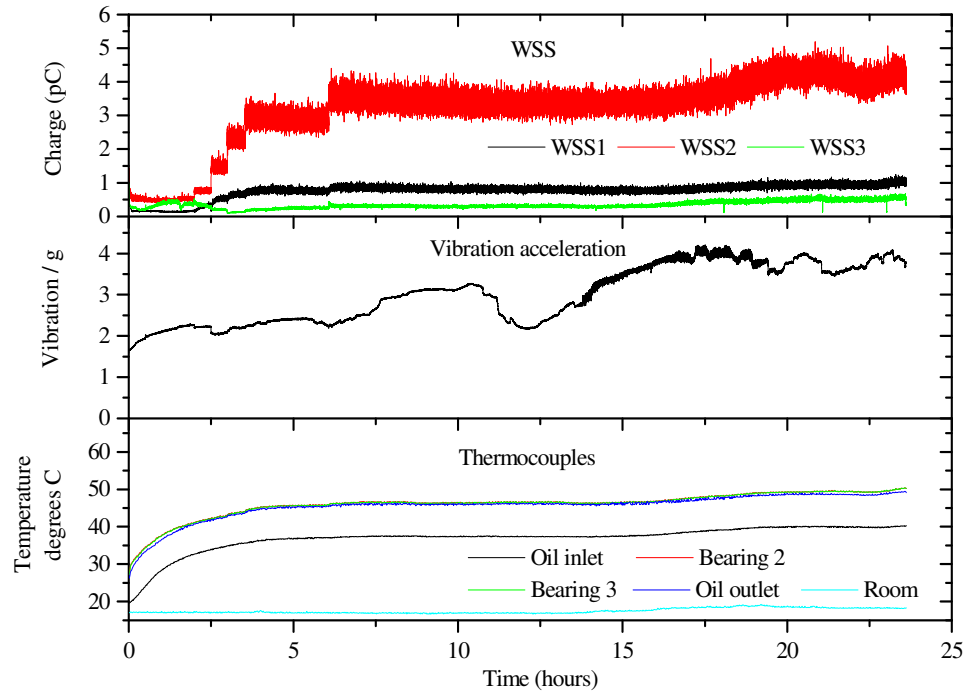 WSS
Charge (pC)
6
5
4
3
2
1
0
WSS1 WSS2 WSS3
Vibration acceleration
Vibration / g
4
3
2
1
0
Thermocouples
Temperature
degrees C
60
50
40
30
20
Oil inlet Bearing 2
Bearing 3 Oil outlet Room
0 5 10 15 20 25
Time (hours)